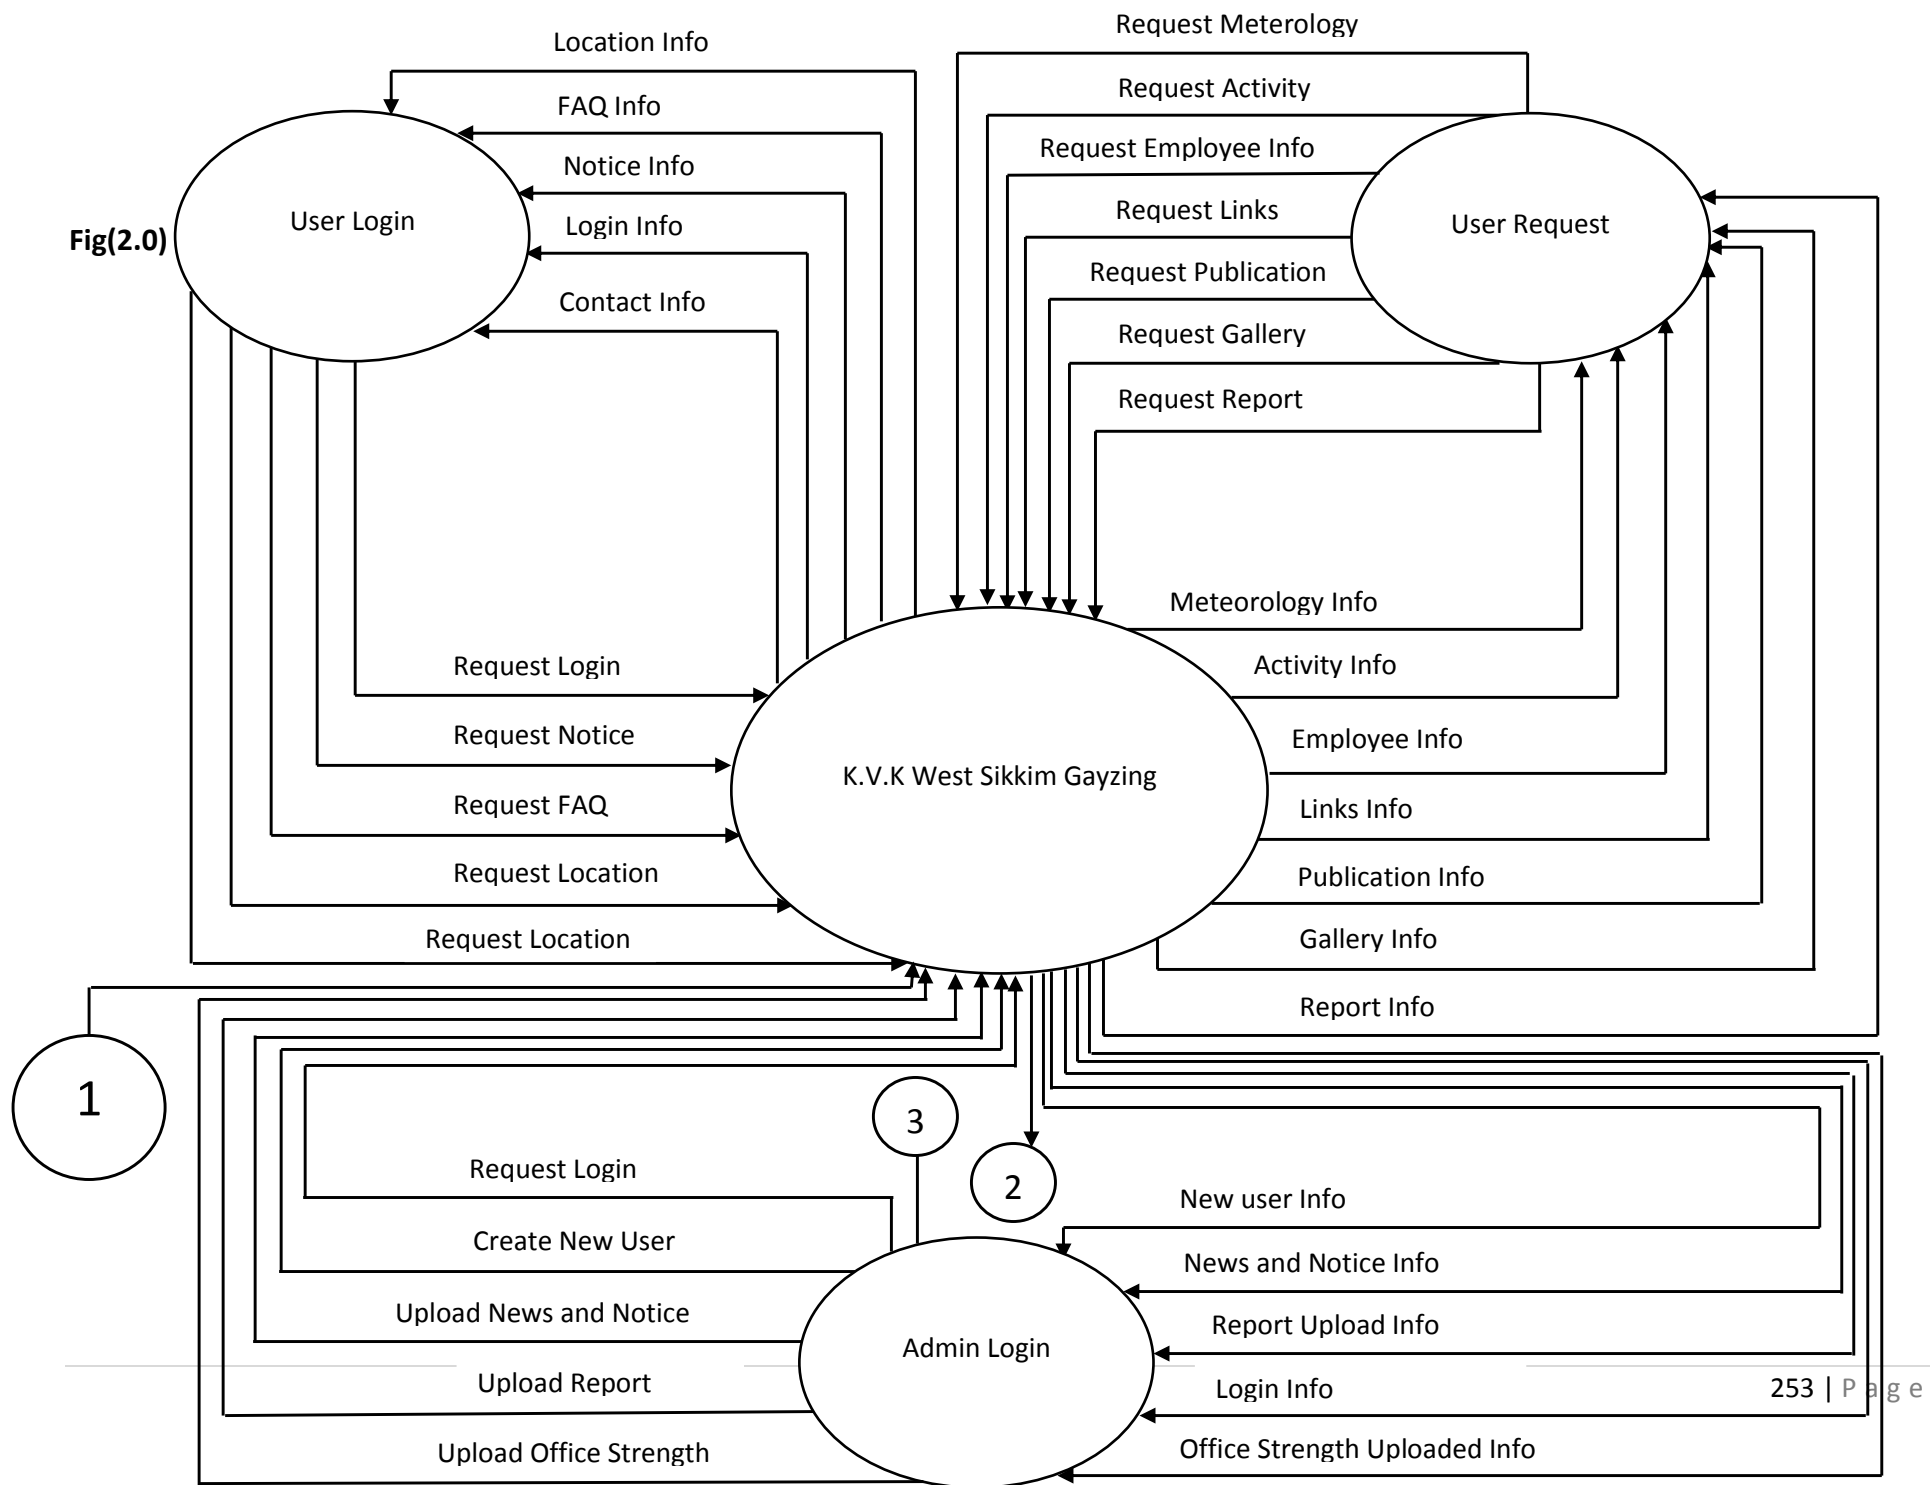 Request Meterology
Location Info
Request Activity
FAQ Info
Request Employee Info
Notice Info
Request Links
Login Info
User Login
User Request
Fig(2.0)
Request Publication
Contact Info
Request Gallery
Request Report
Meteorology Info
Request Login
Activity Info
Request Notice
Employee Info
K.V.K West Sikkim Gayzing
Request FAQ
Links Info
Request Location
Publication Info
Request Location
Gallery Info
Report Info
1
3
Request Login
2
New user Info
Create New User
News and Notice Info
Upload News and Notice
Report Upload Info
Admin Login
Upload Report
Login Info
253 | Page
Upload Office Strength
Office Strength Uploaded Info